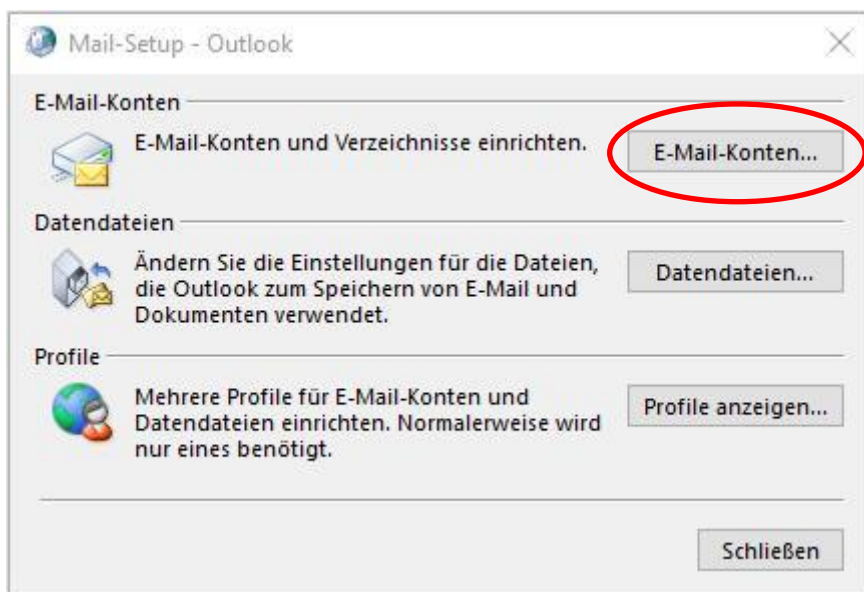 Mail-Setup - Outlook
E-Mail-Konten
E-Mail-Konten und Verzeichnisse einrichten.
E-Mail-Konten...
Datendateien
Ändern Sie die Einstellungen für die Dateien,
die Outlook zum Speichern von E-Mail und
Dokumenten verwendet.
Datendateien...
Profile
Mehrere Profile für E-Mail-Konten und
Datendateien einrichten. Normalerweise wird
nur eines benötigt.
Profile anzeigen...
Schließen